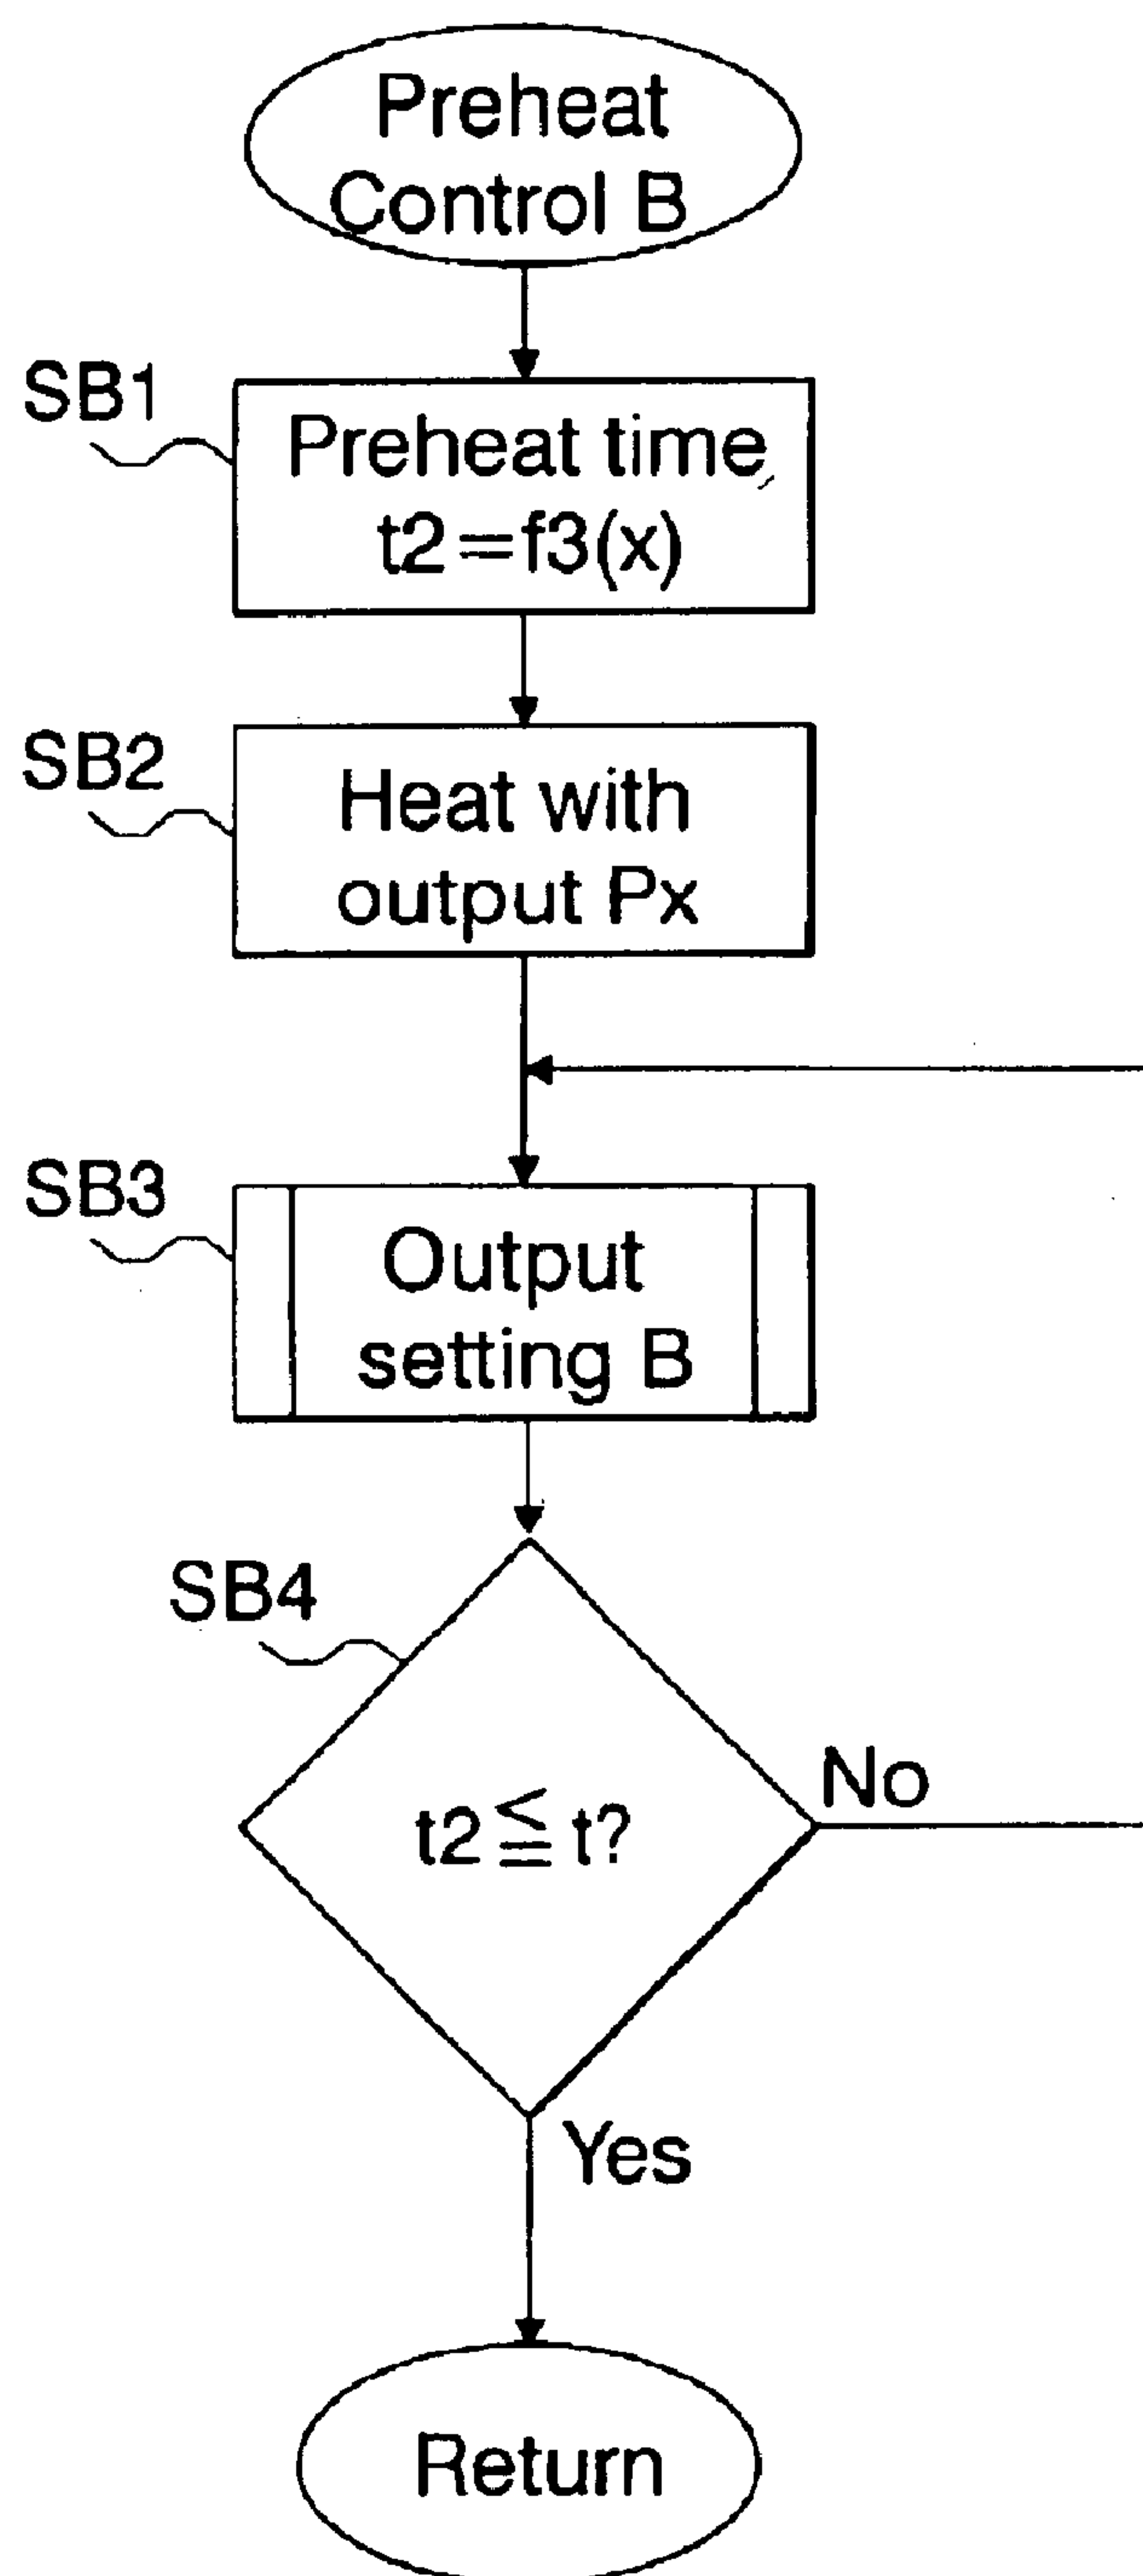 Preheat
Control B
SB1
Preheat time
t2=f3(x)
SB2
Heat with
output Px
SB3
Output
setting B
SB4
t2≦t?
No
Yes
Return